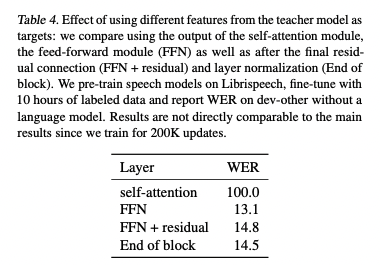 Table 4. Effect of using different features from the teacher model as
targets: we compare using the output of the self-attention module,
the feed-forward module (FFN) as well as after the final resid-
ual connection (FFN + residual) and layer normalization (End of
block). We pre-train speech models on Librispeech, fine-tune with
10 hours of labeled data and report WER on dev-other without a
language model. Results are not directly comparable to the main
results since we train for 200K updates.
Layer WER
self-attention 100.0
FFN 13.1
FFN + residual 14.8
End of block 14.5